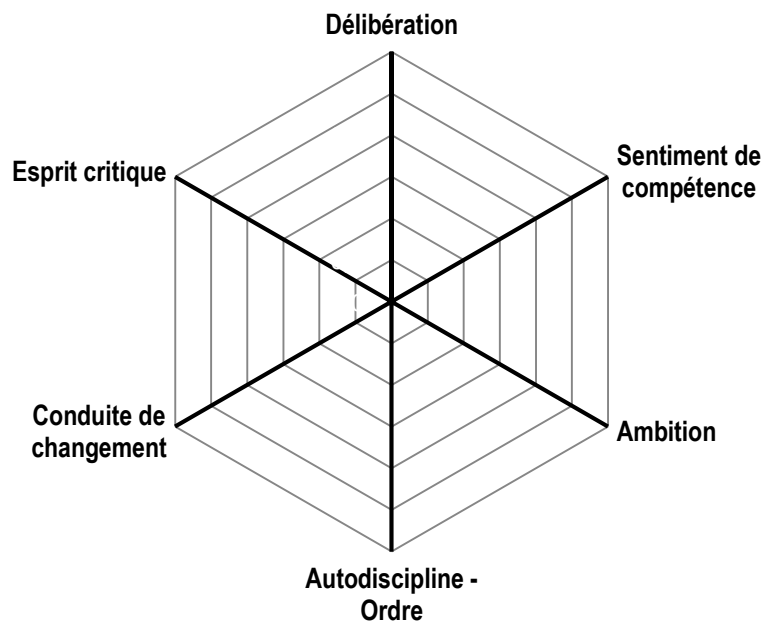 Délibération
Sentiment de
compétence
Esprit critique
Conduite de
changement
Ambition
Autodiscipline -
Ordre